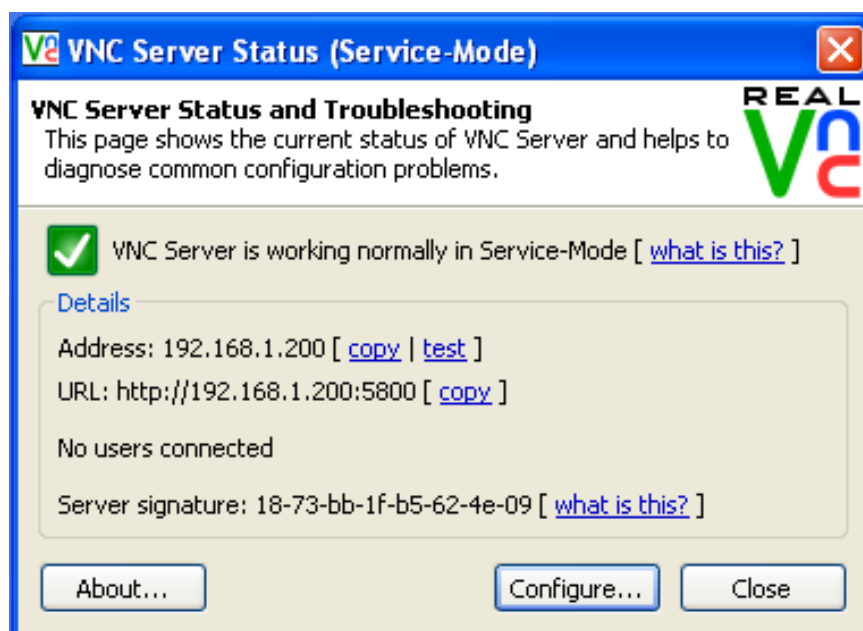 VNC Server Status (Service-Mode)
VNC Server Status and Troubleshooting
This page shows the current status of VNC Server and helps to
diagnose common configuration problems.
REAL
VNC
VNC Server is working normally in Service-Mode [ what is this? ]
Details
Address: 192.168.1.200 [ copy | test ]
URL: http://192.168.1.200:5800 [ copy ]
No users connected
Server signature: 18-73-bb-1f-b5-62-4e-09 [ what is this? ]
About... Configure... Close